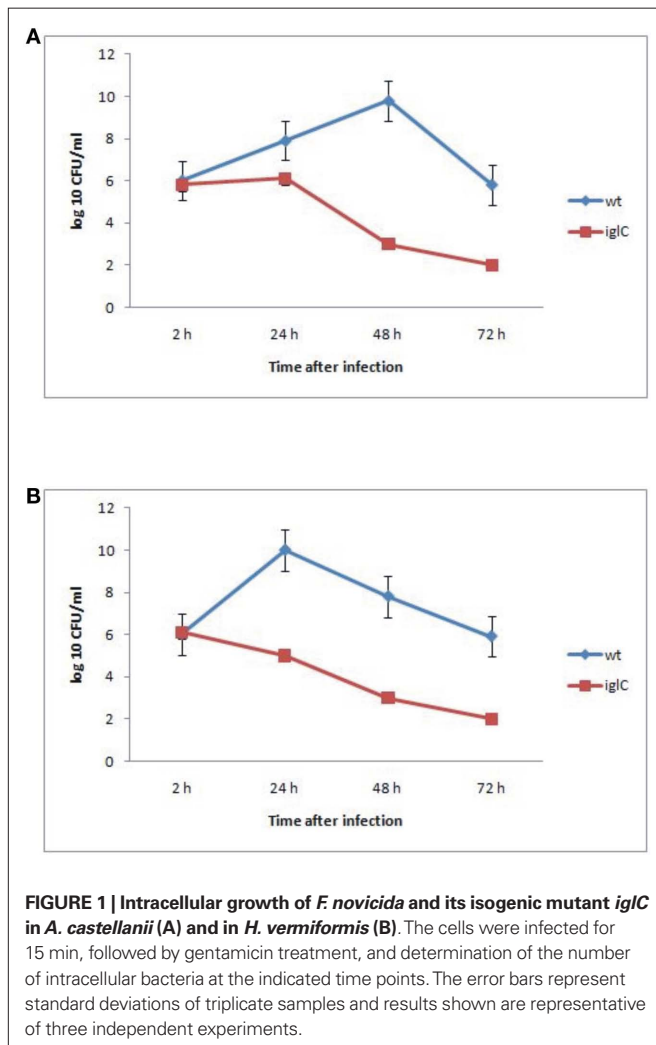 A
12
10
8
6
4
2
0
log 10 CFU/ml
2 h 24 h 48 h 72 h
Time after infection
wt
iglC
B
12
10
8
6
4
2
0
log 10 CFU/ml
2 h 24 h 48 h 72 h
Time after infection
wt
iglC
FIGURE 1 | Intracellular growth of F. novicida and its isogenic mutant iglC
in A. castellanii (A) and in H. vermiformis (B). The cells were infected for
15 min, followed by gentamicin treatment, and determination of the number
of intracellular bacteria at the indicated time points. The error bars represent
standard deviations of triplicate samples and results shown are representative
of three independent experiments.